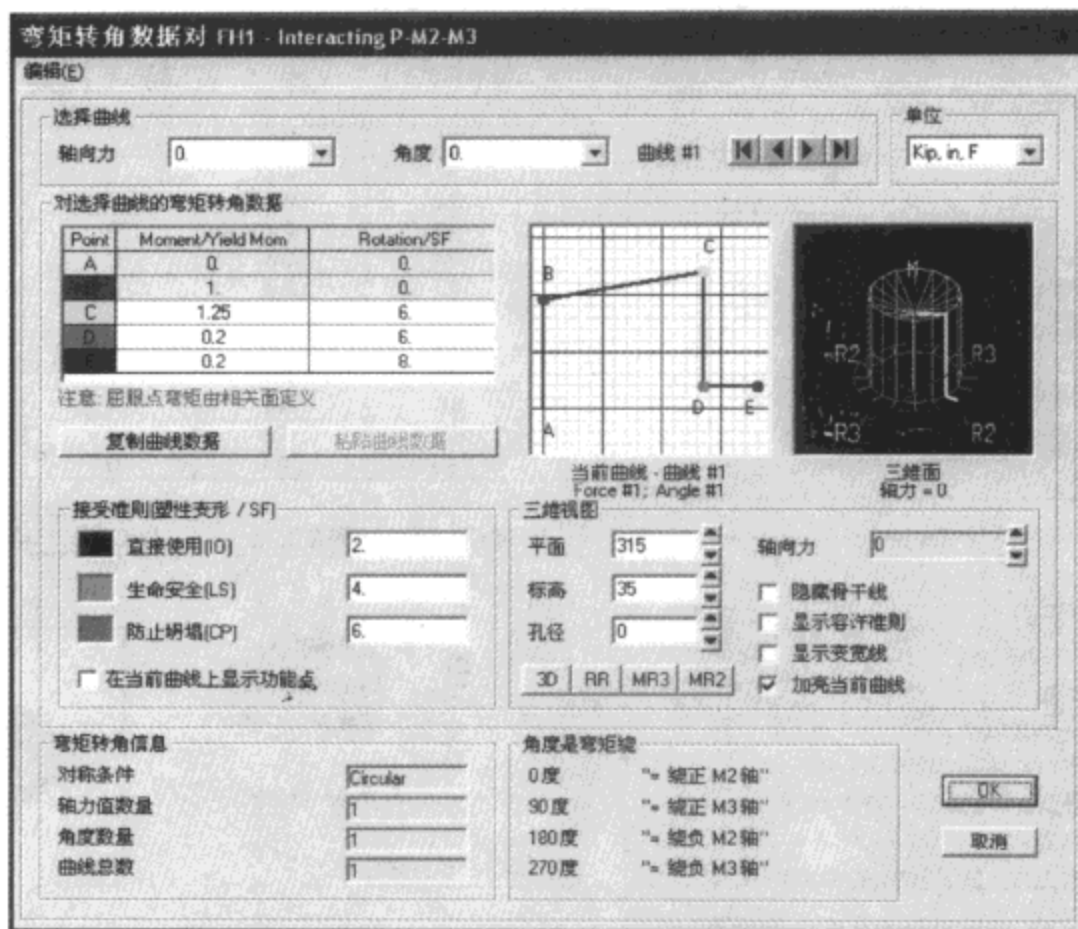 弯矩转角数据对 FH1 - Interacting P-M2-M3
编辑(E)
选择曲线
轴向力 0. 角度 0. 曲线 #1
单位
Kip, in, F
对选择曲线的弯矩转角数据
Point Moment/Yield Mom Rotation/SF
A 0. 0.
1. 0.
C 1.25 6.
D 0.2 6.
E 0.2 8.
注意: 屈服点弯矩由相关面定义
复制曲线数据 粘贴曲线数据
B
C
A
D
E
当前曲线 - 曲线 #1
Force #1; Angle #1
M
-R2
R3
-R3
R2
三维面
轴力 = 0
接受准则(塑性变形 / SF)
直接使用(IO) 2.
生命安全(LS) 4.
防止坍塌(CP) 6.
在当前曲线上显示功能点
三维视图
平面 315
标高 35
孔径 0
3D RR MR3 MR2
轴向力 0
隐藏骨干线
显示容许准则
显示变宽线
加亮当前曲线
弯矩转角信息
对称条件 Circular
轴力值数量 1
角度数量 1
曲线总数 1
角度是弯矩绕
0度 "= 绕正 M2 轴"
90度 "= 绕正 M3 轴"
180度 "= 绕负 M2 轴"
270度 "= 绕负 M3 轴"
OK
取消